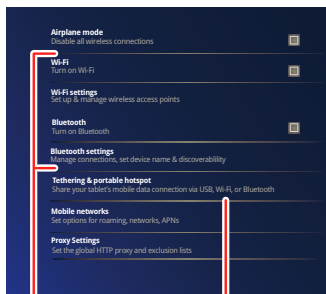 Airplane mode
Disable all wireless connections
Wi-Fi
Turn on Wi-Fi
Wi-Fi settings
Set up & manage wireless access points
Bluetooth
Turn on Bluetooth
Bluetooth settings
Manage connections, set device name & discoverablility
Tethering & portable hotspot
Share your tablet's mobile data connection via USB, Wi-Fi, or Bluetooth
Mobile networks
Set options for roaming, networks, APNs
Proxy Settings
Set the global HTTP proxy and exclusion lists